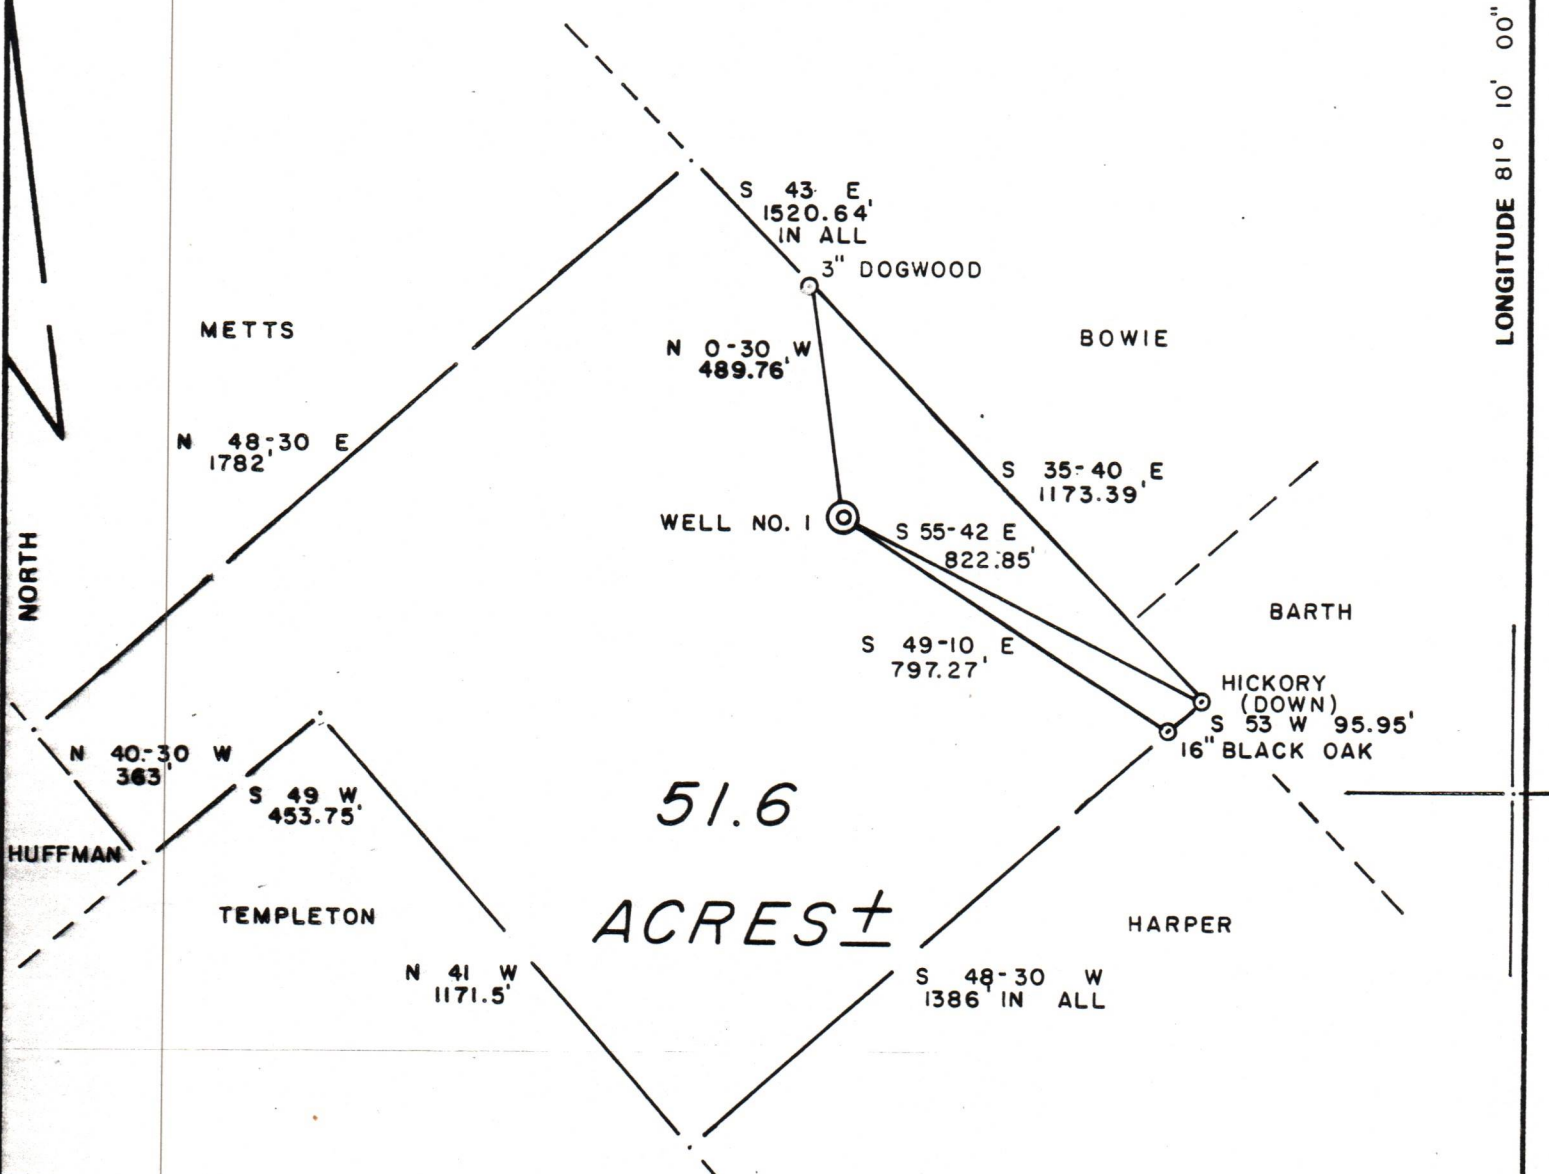 LONGITUDE 81° 10' 00"
S 43 E
1520.64'
IN ALL
3" DOGWOOD
METTS
BOWIE
N 0-30 W
489.76'
N 48-30 E
1782'
S 35-40 E
1173.39'
WELL NO. 1
S 55-42 E
822.85'
NORTH
BARTH
S 49-10 E
797.27'
HICKORY
(DOWN)
S 53 W 95.95'
16" BLACK OAK
N 40-30 W
363'
S 49 W
453.75'
51.6
HUFFMAN
TEMPLETON
ACRES±
HARPER
N 41 W
1171.5'
S 48-30 W
1386' IN ALL